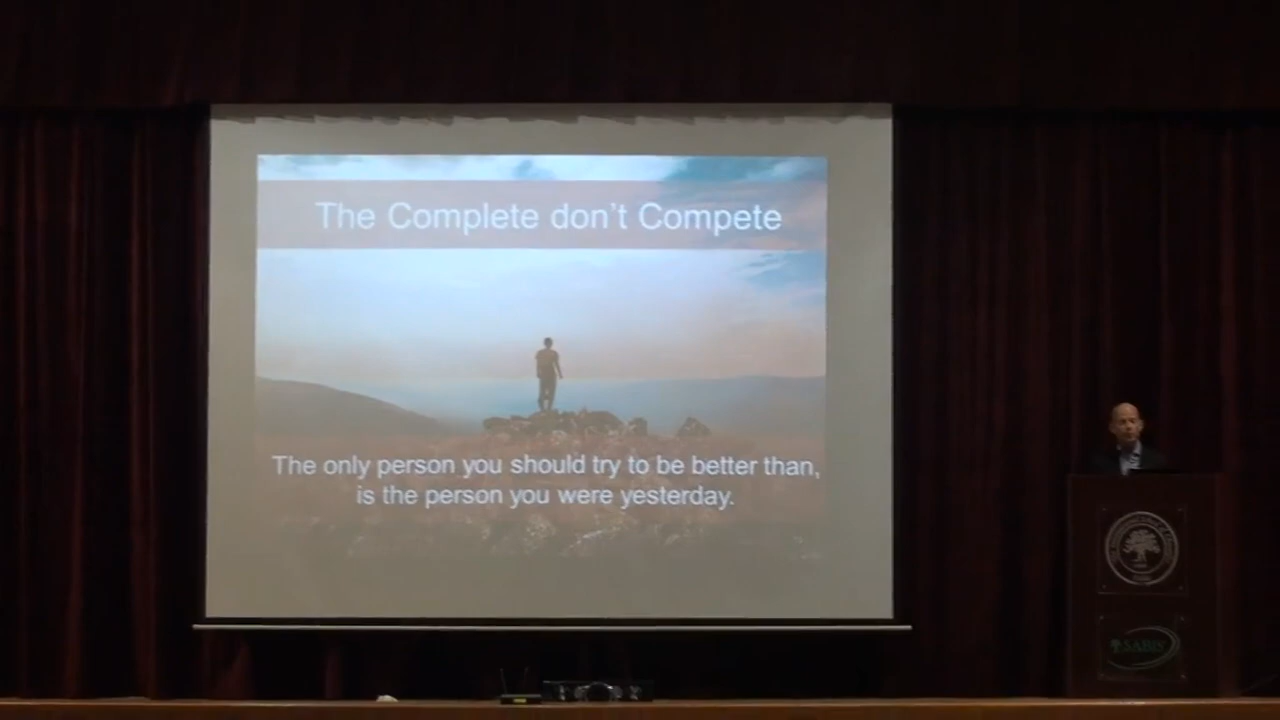 The Complete don't Compete
The only person you should try to be better than,
is the person you were yesterday.
SABIS